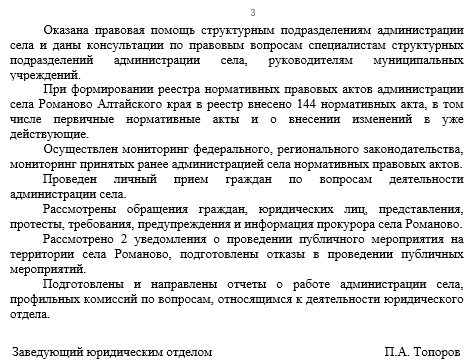 3
Оказана правовая помощь структурным подразделениям администрации
села и даны консультации по правовым вопросам специалистам структурных
подразделений администрации села, руководителям муниципальных
учреждений.
При формировании реестра нормативных правовых актов администрации
села Романово Алтайского края в реестр внесено 144 нормативных акта, в том
числе первичные нормативные акты и о внесении изменений в уже
действующие.
Осуществлен мониторинг федерального, регионального законодательства,
мониторинг принятых ранее администрацией села нормативных правовых актов.
Проведен личный прием граждан по вопросам деятельности
администрации села.
Рассмотрены обращения граждан, юридических лиц, представления,
протесты, требования, предупреждения и информация прокурора села Романово.
Рассмотрено 2 уведомления о проведении публичного мероприятия на
территории села Романово, подготовлены отказы в проведении публичных
мероприятий.
Подготовлены и направлены отчеты о работе администрации села,
профильных комиссий по вопросам, относящимся к деятельности юридического
отдела.
Заведующий юридическим отделом П.А. Топоров